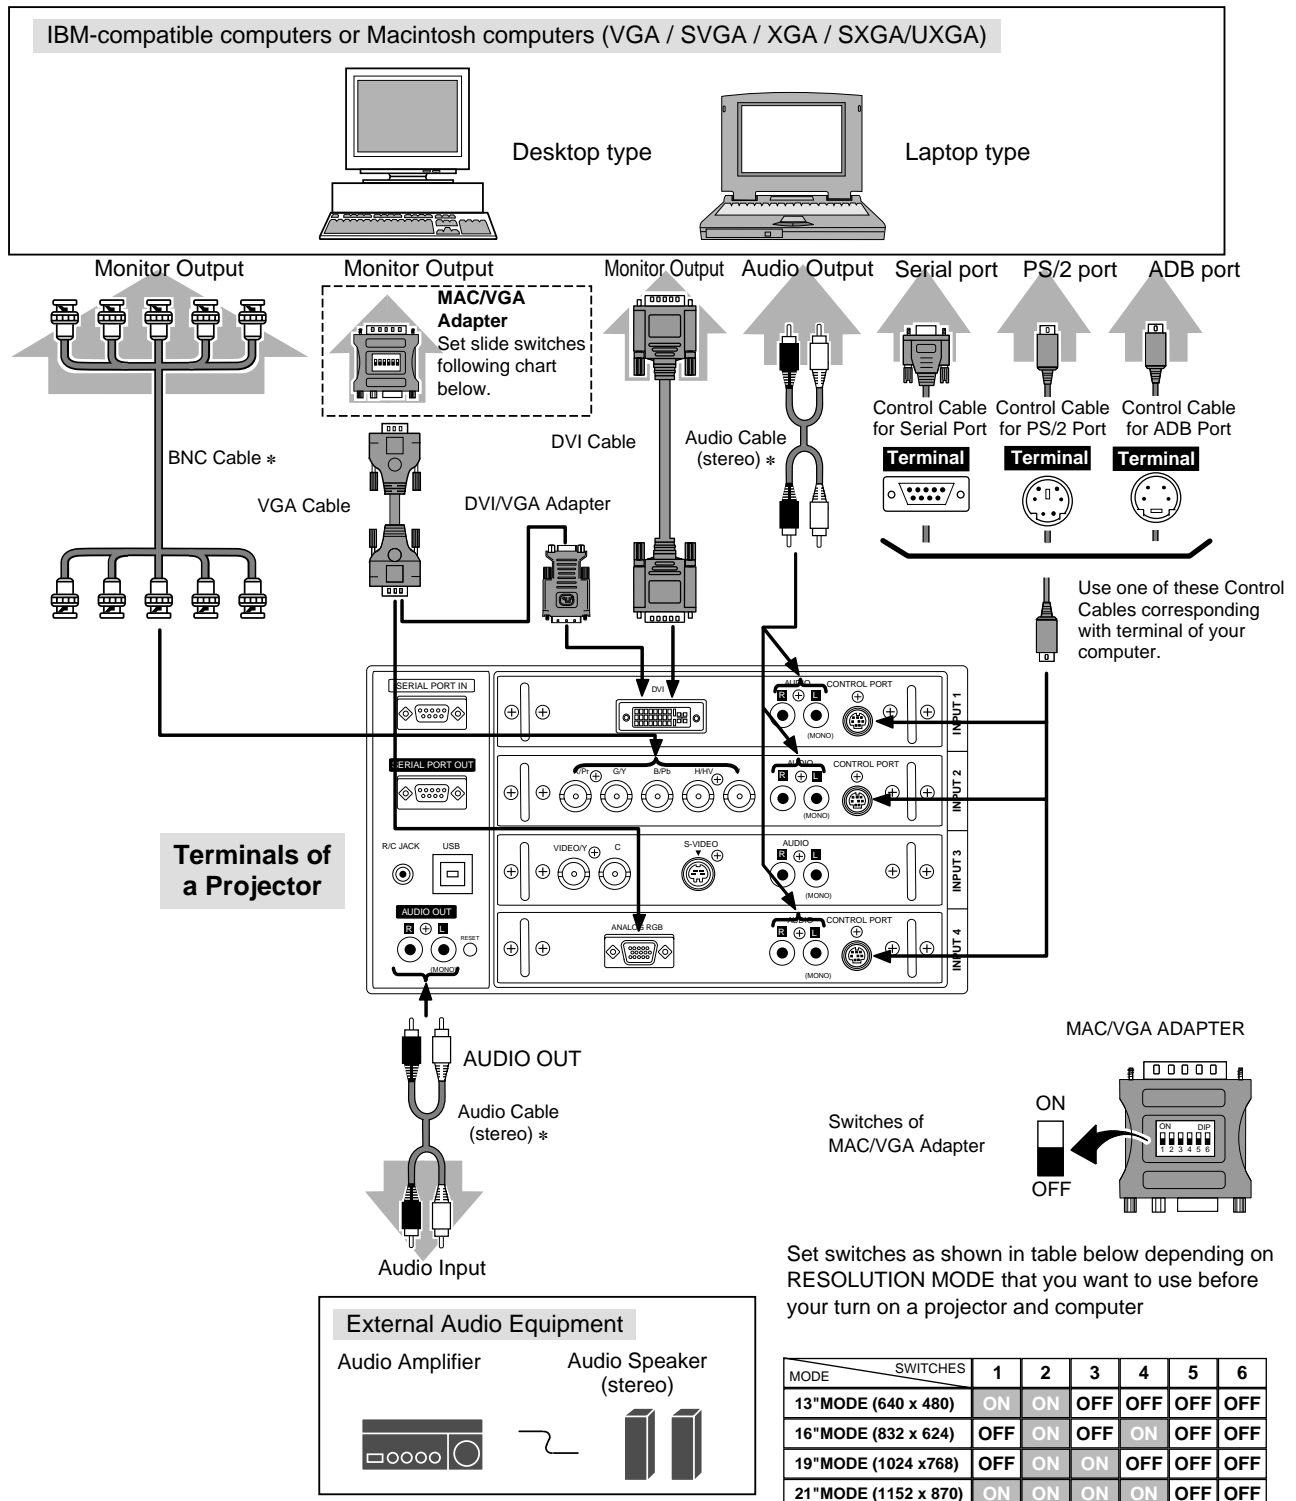 IBM-compatible computers or Macintosh computers (VGA / SVGA / XGA / SXGA/UXGA)
Desktop type
Laptop type
Monitor Output
Monitor Output
Monitor Output
Audio Output
Serial port
PS/2 port
ADB port
MAC/VGA
Adapter
Set slide switches
following chart
below.
BNC Cable *
VGA Cable
DVI/VGA Adapter
DVI Cable
Audio Cable
(stereo) *
Control Cable
for Serial Port
Control Cable
for PS/2 Port
Control Cable
for ADB Port
Terminal
Terminal
Terminal
Use one of these Control
Cables corresponding
with terminal of your
computer.
Terminals of
a Projector
SERIAL PORT IN
SERIAL PORT OUT
R/C JACK
USB
AUDIO OUT
R
L
RESET
(MONO)
DVI
AUDIO
R
L
(MONO)
CONTROL PORT
INPUT 1
G/Y
B/Pb
H/HV
AUDIO
R
L
(MONO)
CONTROL PORT
INPUT 2
VIDEO/Y
C
S-VIDEO
AUDIO
R
L
(MONO)
INPUT 3
ANALOG RGB
AUDIO
R
L
(MONO)
CONTROL PORT
INPUT 4
AUDIO OUT
Audio Cable
(stereo) *
Audio Input
External Audio Equipment
Audio Amplifier
Audio Speaker
(stereo)
MAC/VGA ADAPTER
Switches of
MAC/VGA Adapter
ON
OFF
ON DIP
1 2 3 4 5 6
Set switches as shown in table below depending on
RESOLUTION MODE that you want to use before
your turn on a projector and computer
MODE SWITCHES 1 2 3 4 5 6
13"MODE (640 x 480) ON ON OFF OFF OFF OFF
16"MODE (832 x 624) OFF ON OFF ON OFF OFF
19"MODE (1024 x768) OFF ON ON OFF OFF OFF
21"MODE (1152 x 870) ON ON ON ON OFF OFF